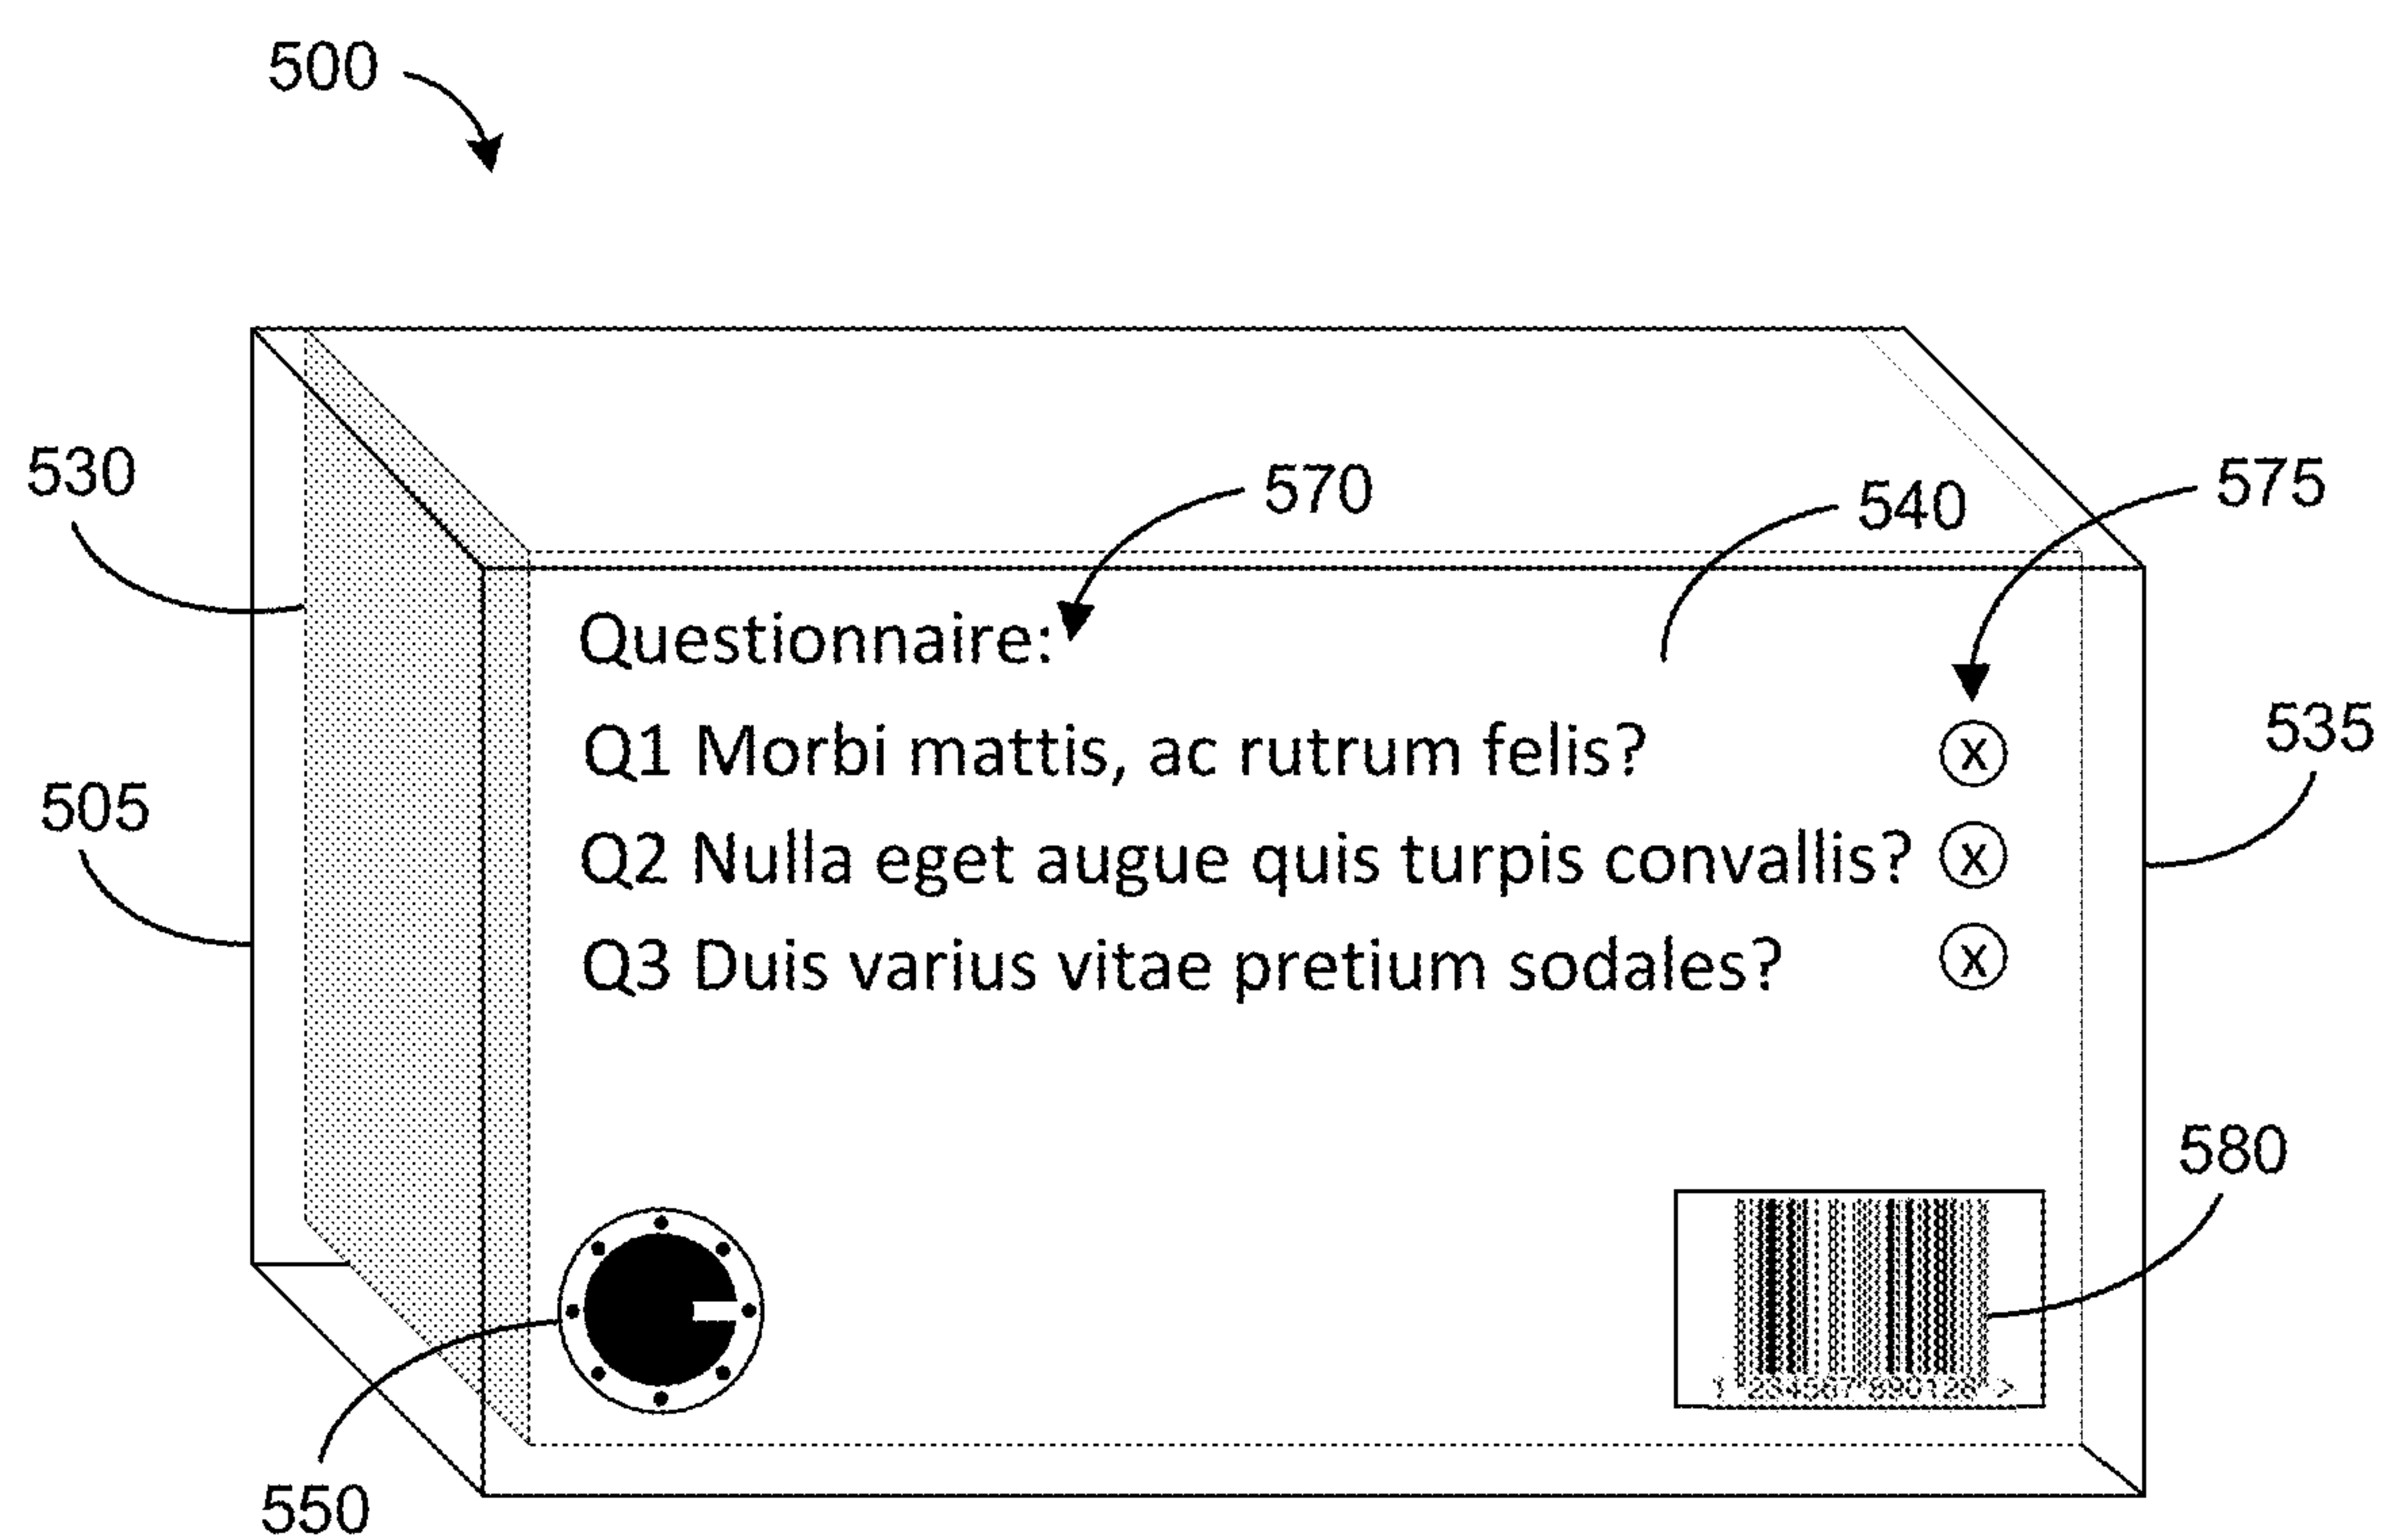 500
530
570
540
575
Questionnaire:
Q1 Morbi mattis, ac rutrum felis? x
535
505
Q2 Nulla eget augue quis turpis convallis? x
Q3 Duis varius vitae pretium sodales? x
580
550